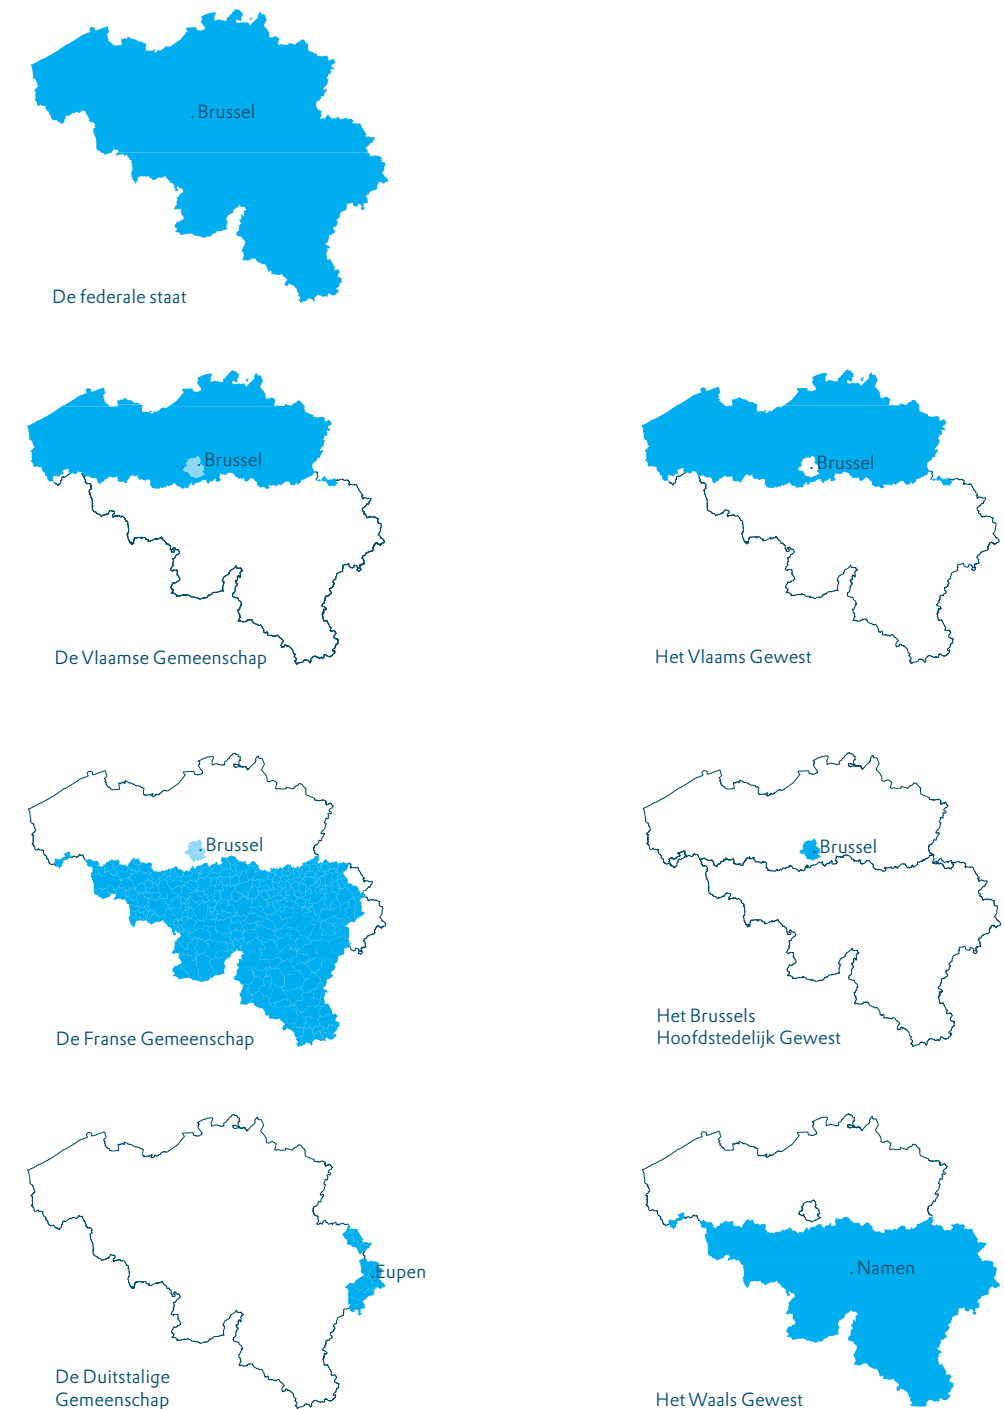 . Brussel
De federale staat
. Brussel
De Vlaamse Gemeenschap
. Brussel
Het Vlaams Gewest
. Brussel
De Franse Gemeenschap
. Brussel
Het Brussels
Hoofdstedelijk Gewest
. Eupen
De Duitstalige
Gemeenschap
. Namen
Het Waals Gewest